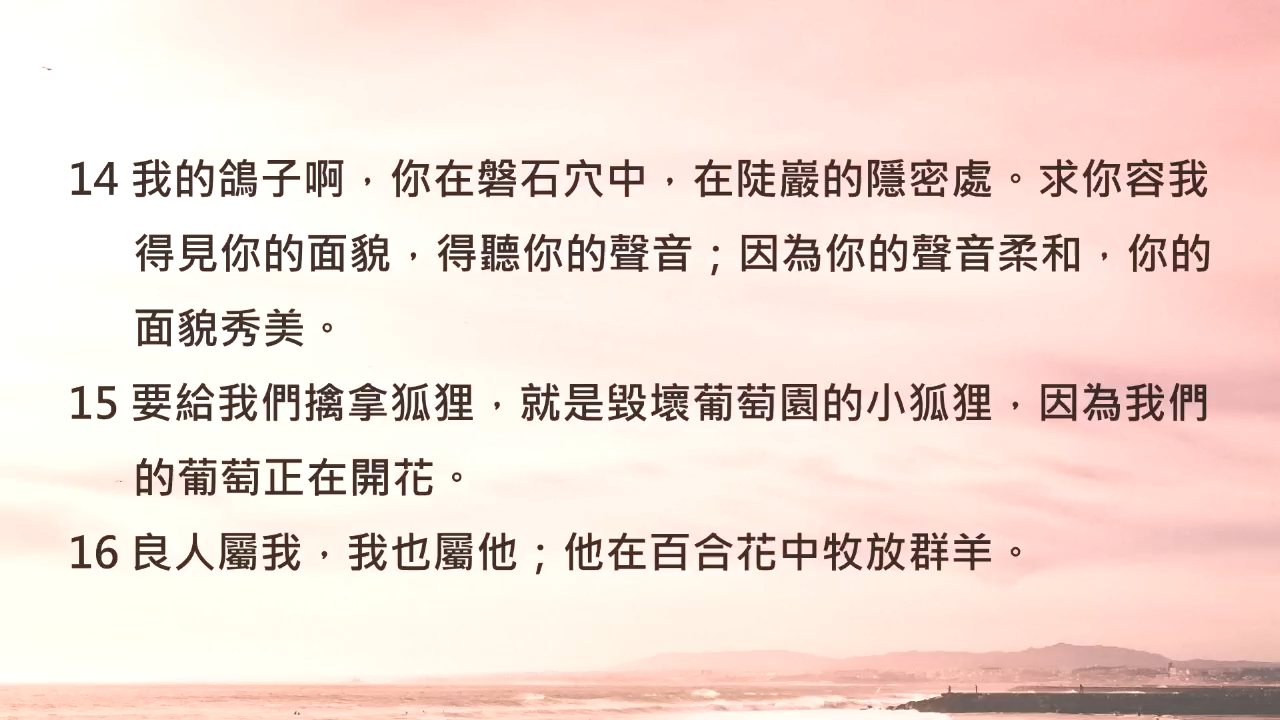 14 我的鴿子啊，你在磐石穴中，在陡巖的隱密處。求你容我
得見你的面貌，得聽你的聲音；因為你的聲音柔和，你的
面貌秀美。
15 要給我們擒拿狐狸，就是毀壞葡萄園的小狐狸，因為我們
的葡萄正在開花。
16 良人屬我，我也屬他；他在百合花中牧放群羊。